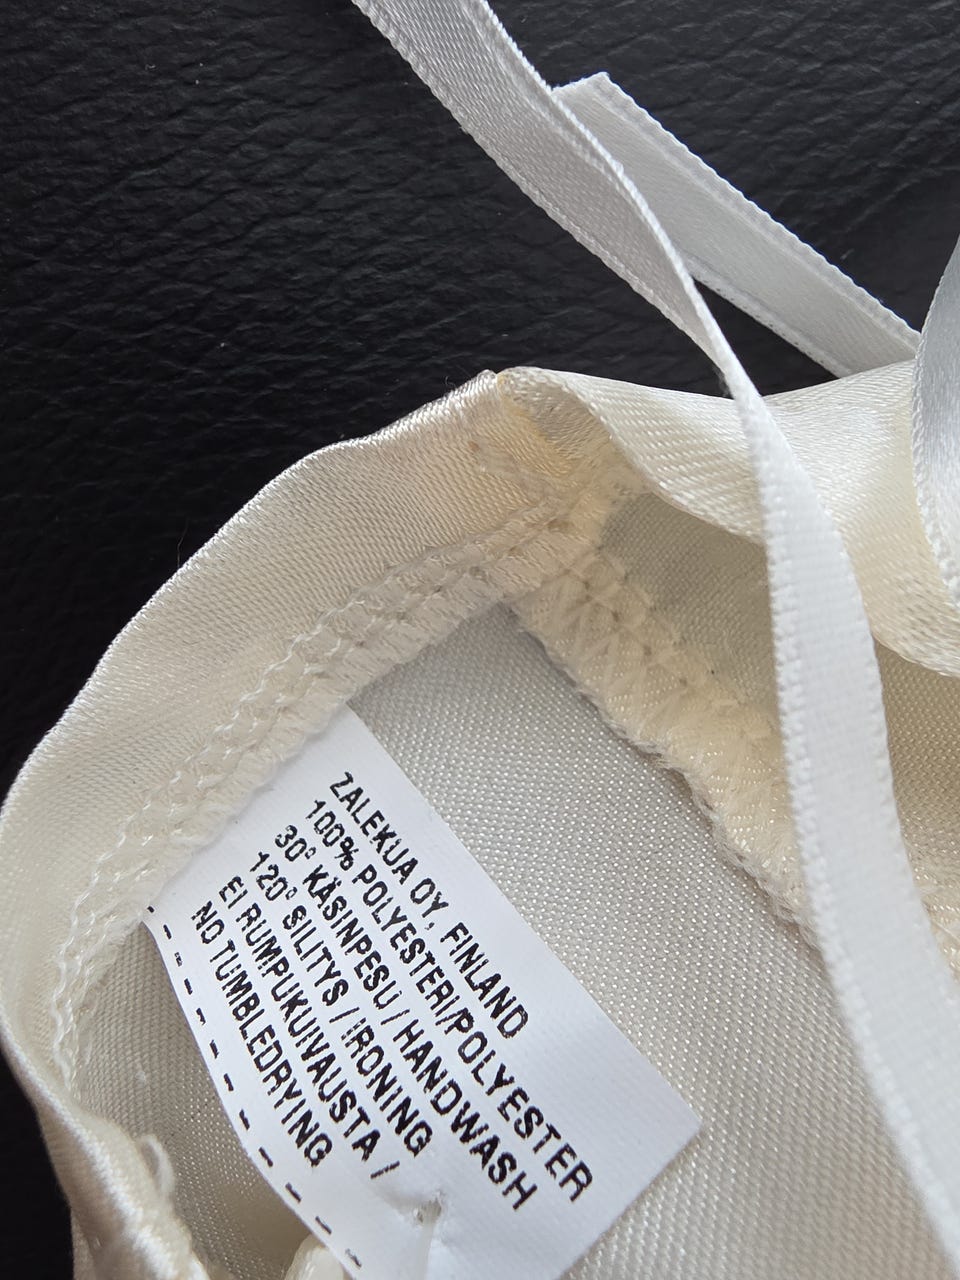 ZALEKUA OY, FINLAND
100% POLYESTERI/POLYESTER
30° KÄSINPESU / HANDWASH
120° SILITYS / IRONING
EI RUMPUKUIVAUSTA /
NO TUMBLEDRYING